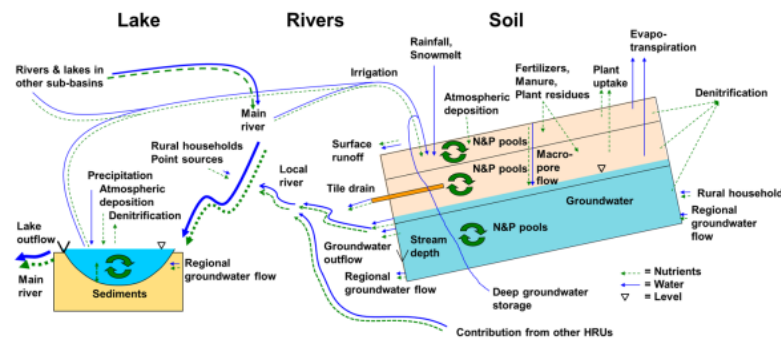 Lake
Rivers
Soil
Rivers & lakes in
other sub-basins
Irrigation
Main
river
Rainfall,
Snowmelt
Atmospheric
deposition
Fertilizers,
Manure,
Plant residues
Plant
uptake
Evapo-
transpiration
Denitrification
Rural households
Point sources
Precipitation
Atmospheric
deposition
Denitrification
Local
river
Surface
runoff
Tile drain
N&P pools
N&P pools
Macro-
pore
flow
Groundwater
N&P pools
Rural household
Regional
groundwater
flow
Lake
outflow
Main
river
Sediments
Regional
groundwater flow
Groundwater
outflow
Stream
depth
Regional
groundwater flow
Deep groundwater
storage
Contribution from other HRUs
= Nutrients
= Water
= Level